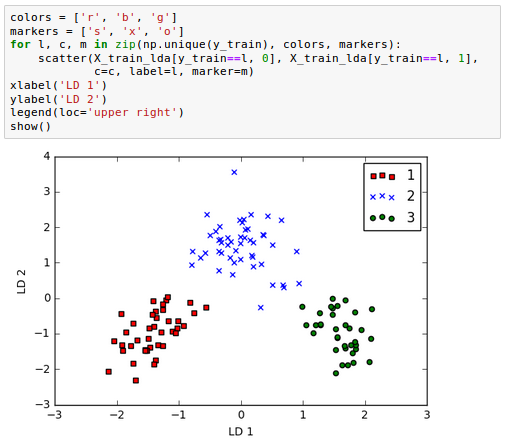 colors = ['r', 'b', 'g']
markers = ['s', 'x', 'o']
for l, c, m in zip(np.unique(y_train), colors, markers):
    scatter(X_train_lda[y_train==l, 0], X_train_lda[y_train==l, 1],
            c=c, label=l, marker=m)
xlabel('LD 1')
ylabel('LD 2')
legend(loc='upper right')
show()
4
3
2
1
0
−1
−2
−3
LD 2
1
2
3
−3 −2 −1 0 1 2 3
LD 1